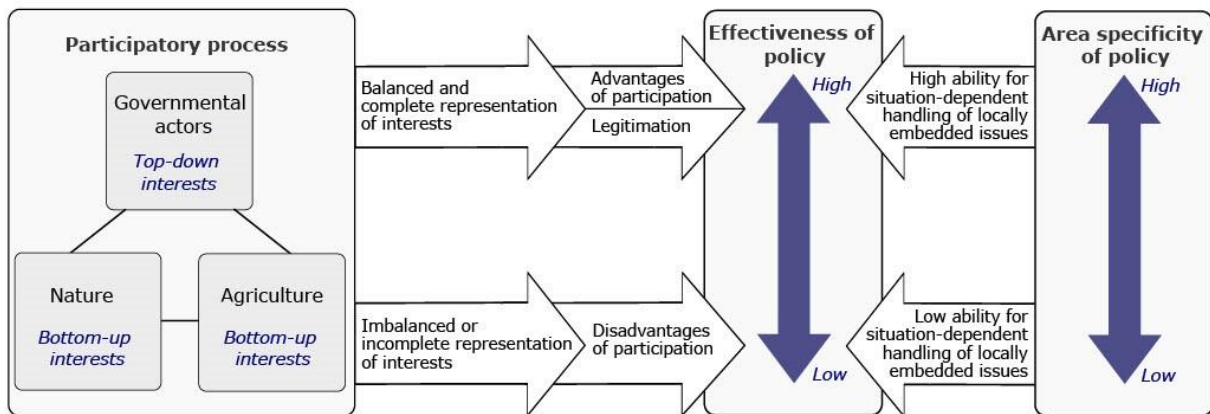 Participatory process
Governmental
actors
Top-down
interests
Nature
Bottom-up
interests
Agriculture
Bottom-up
interests
Balanced and
complete representation
of interests
Advantages
of participation
Legitimation
Imbalanced or
incomplete representation
of interests
Disadvantages
of participation
Effectiveness of
policy
High
Low
High ability for
situation-dependent
handling of locally
embedded issues
Low ability for
situation-dependent
handling of locally
embedded issues
Area specificity
of policy
High
Low